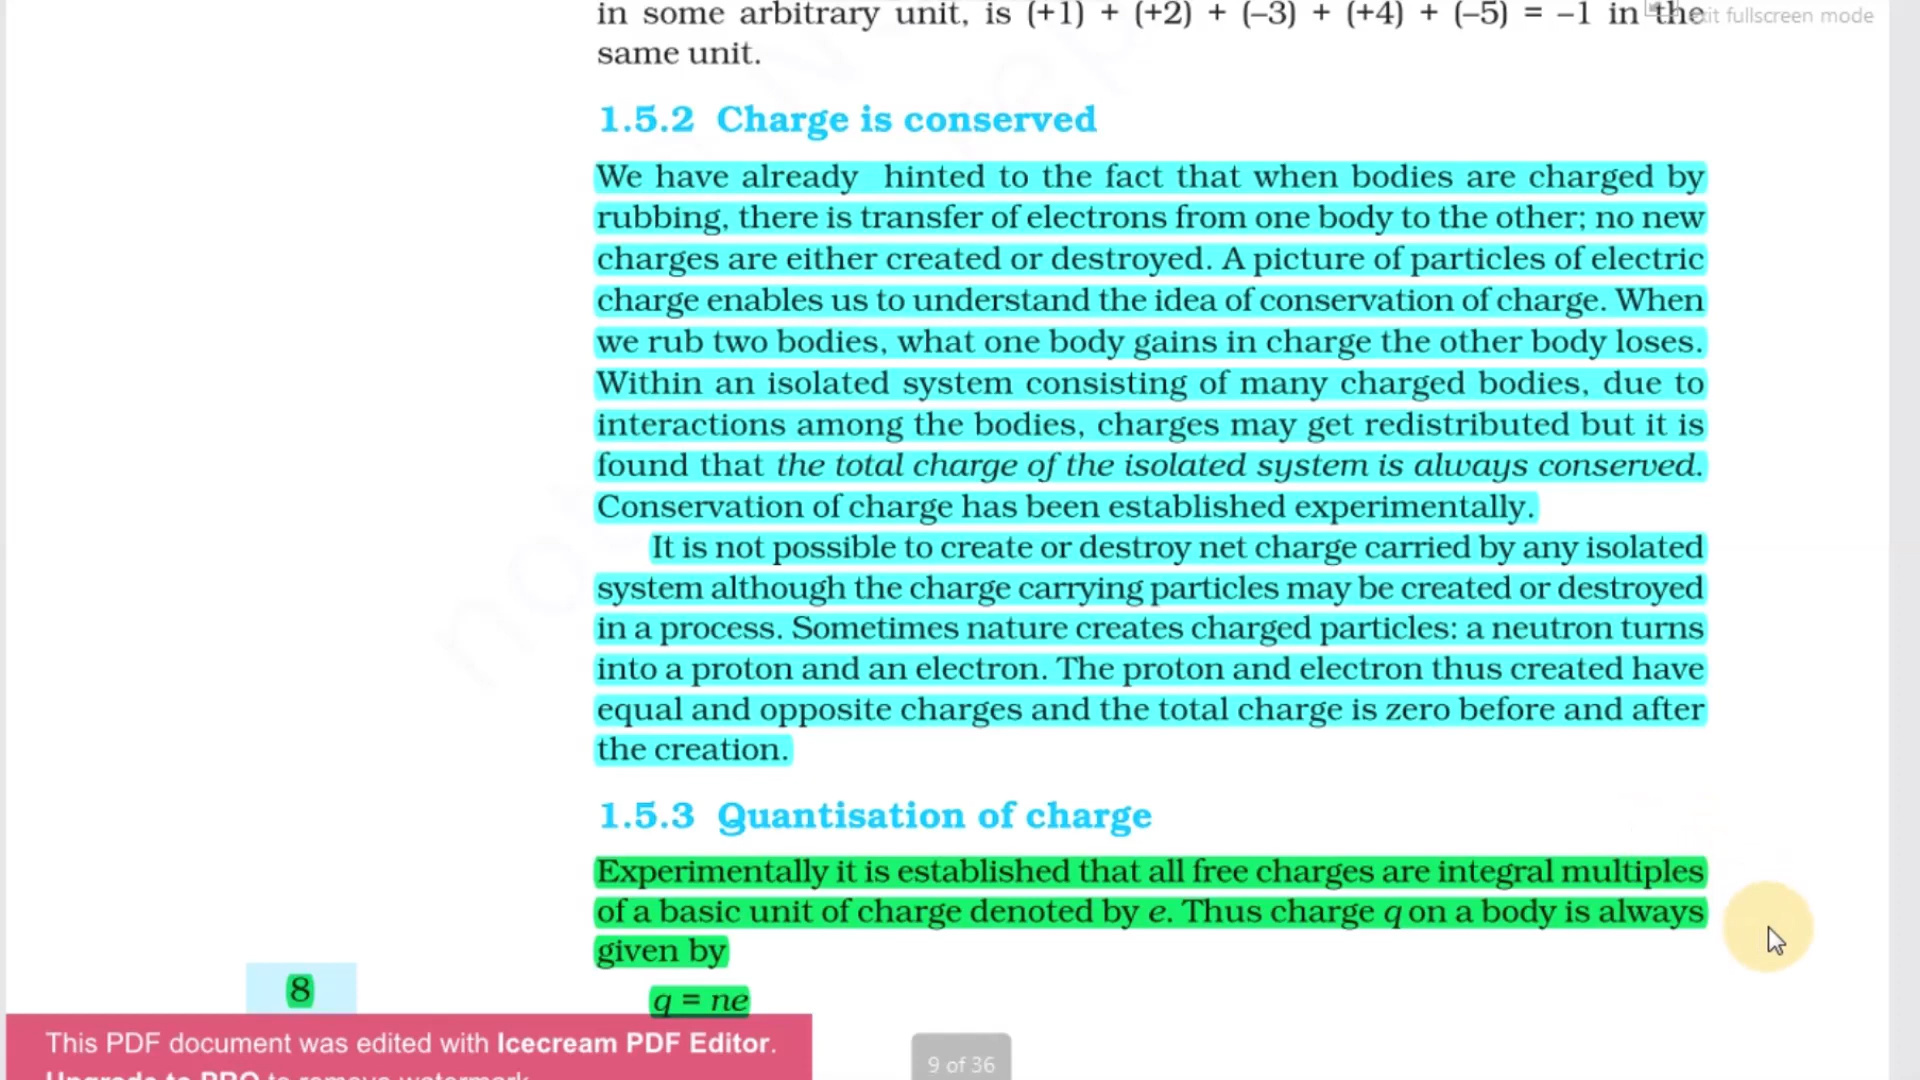 in some arbitrary unit, is (+1) + (+2) + (–3) + (+4) + (–5) = –1 in the
exit fullscreen mode
same unit.
1.5.2 Charge is conserved
We have already hinted to the fact that when bodies are charged by
rubbing, there is transfer of electrons from one body to the other; no new
charges are either created or destroyed. A picture of particles of electric
charge enables us to understand the idea of conservation of charge. When
we rub two bodies, what one body gains in charge the other body loses.
Within an isolated system consisting of many charged bodies, due to
interactions among the bodies, charges may get redistributed but it is
found that the total charge of the isolated system is always conserved.
Conservation of charge has been established experimentally.
It is not possible to create or destroy net charge carried by any isolated
system although the charge carrying particles may be created or destroyed
in a process. Sometimes nature creates charged particles: a neutron turns
into a proton and an electron. The proton and electron thus created have
equal and opposite charges and the total charge is zero before and after
the creation.
1.5.3 Quantisation of charge
Experimentally it is established that all free charges are integral multiples
of a basic unit of charge denoted by e. Thus charge q on a body is always
given by
q = ne
8
This PDF document was edited with Icecream PDF Editor.
Upgrade to PRO to remove watermark.
9 of 36